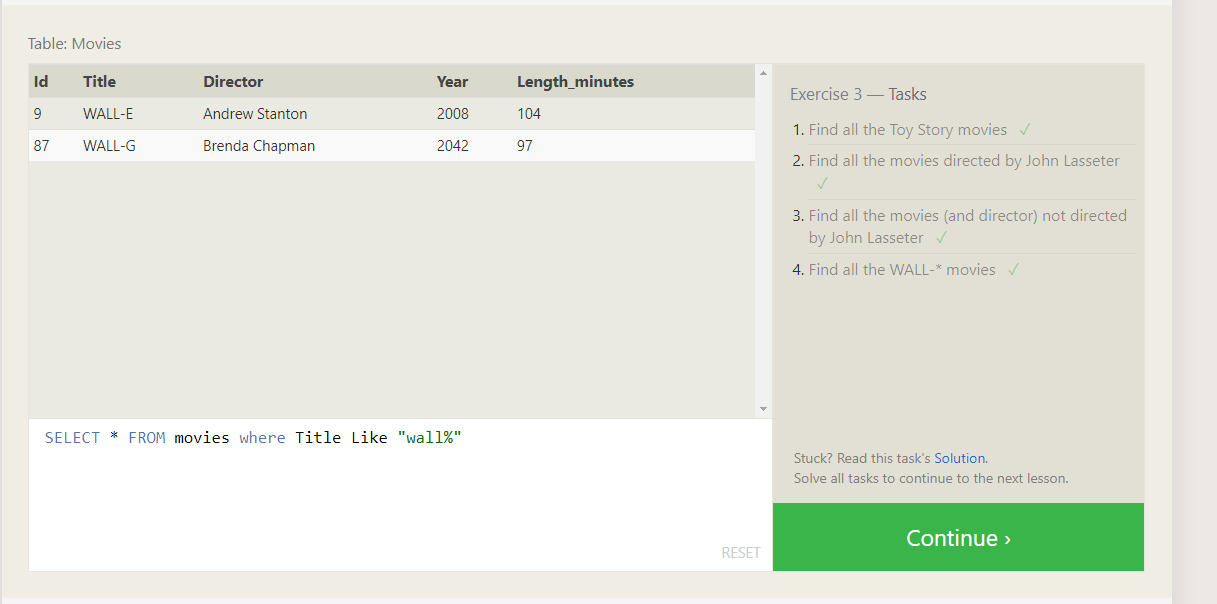 Table: Movies
Id Title Director Year Length_minutes
9 WALL-E Andrew Stanton 2008 104
87 WALL-G Brenda Chapman 2042 97
SELECT * FROM movies where Title Like "wall%"
RESET
Exercise 3 — Tasks
1. Find all the Toy Story movies ✓
2. Find all the movies directed by John Lasseter
✓
3. Find all the movies (and director) not directed
by John Lasseter ✓
4. Find all the WALL-* movies ✓
Stuck? Read this task's Solution.
Solve all tasks to continue to the next lesson.
Continue ›